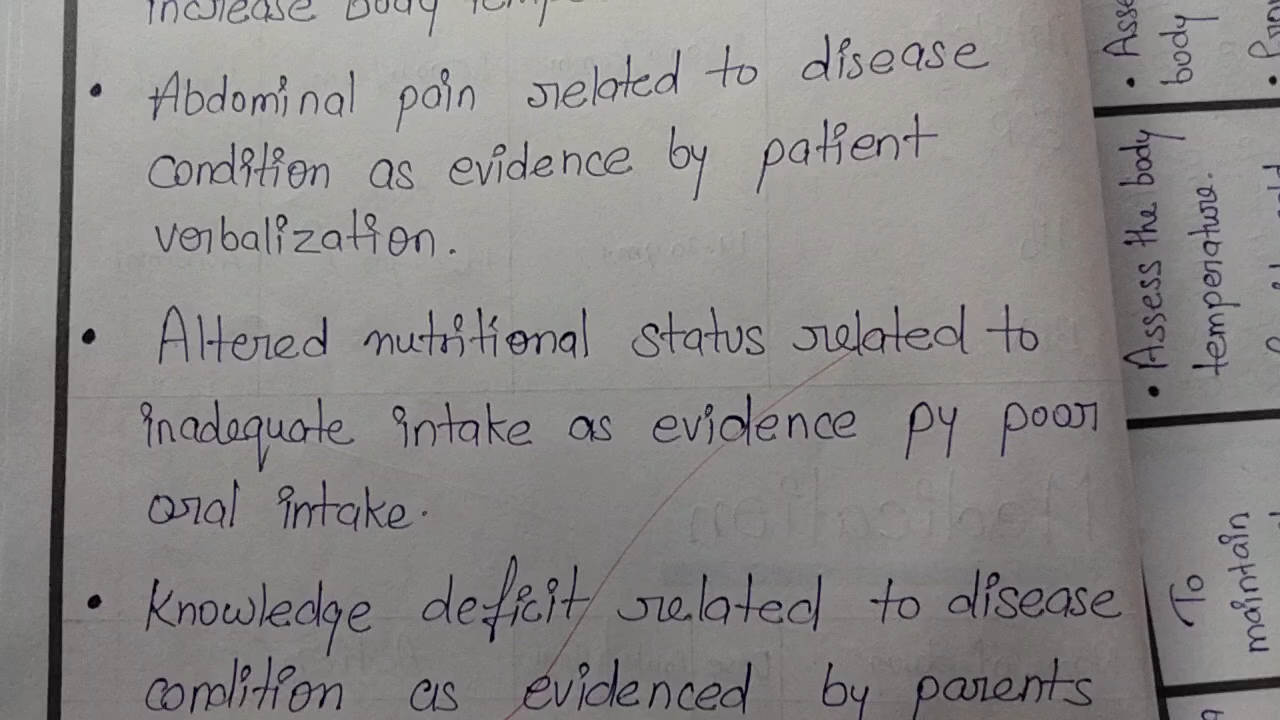 increase body temp
• Abdominal pain related to disease
condition as evidence by patient
verbalization.
• Altered nutritional status related to
inadequate intake as evidence py poor
oral intake.
• Knowledge deficit related to disease
condition as evidenced by parents
• Asse
body
• Assess the body
temperature.
To
maintain